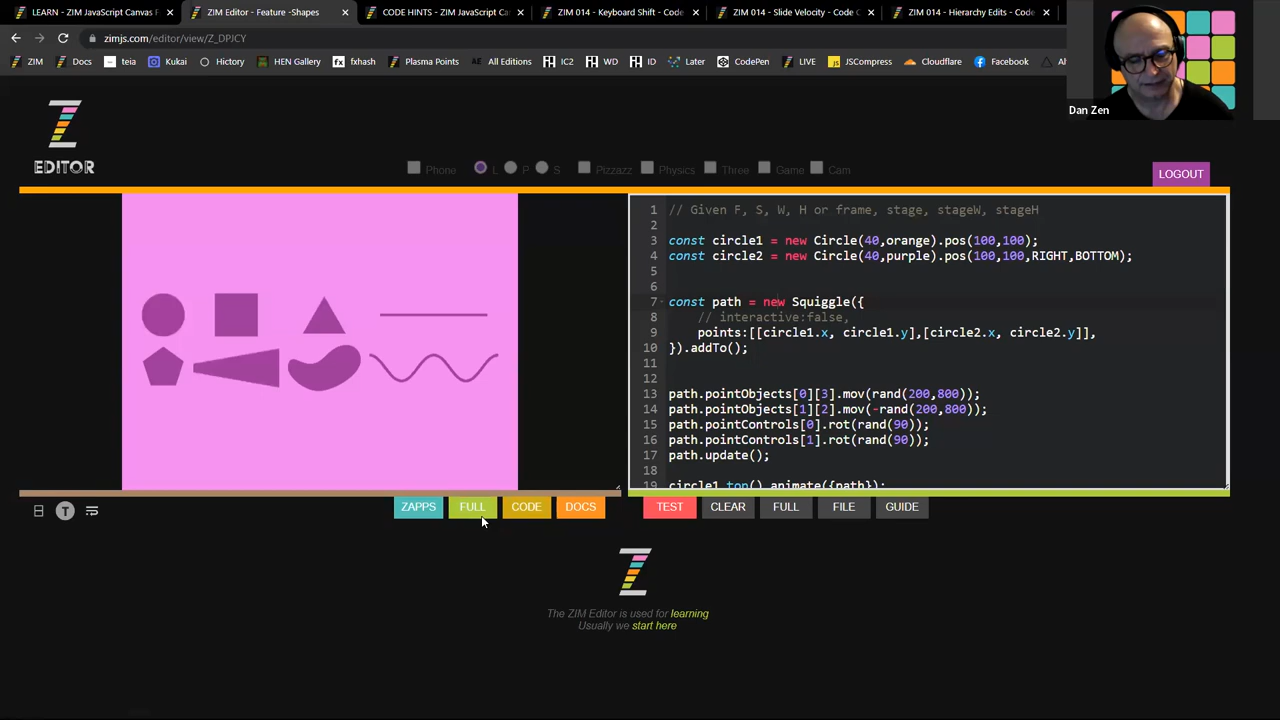 LEARN - ZIM JavaScript Canvas F
ZIM Editor - Feature -Shapes
CODE HINTS - ZIM JavaScript Ca
ZIM 014 - Keyboard Shift - Code
ZIM 014 - Slide Velocity - Code C
ZIM 014 - Hierarchy Edits - Code
zimjs.com/editor/view/Z_DPJCY
ZIM
Docs
teia
Kukai
Hictory
HEN Gallery
fx fxhash
Plasma Points
AE All Editions
IC2
WD
ID
Later
CodePen
LIVE
JSCompress
Cloudflare
Facebook
Dan Zen
EDITOR
Phone
L
P
S
Pizzazz
Physics
Three
Game
Cam
LOGOUT
1 // Given F, S, W, H or frame, stage, stageW, stageH
2
3 const circle1 = new Circle(40,orange).pos(100,100);
4 const circle2 = new Circle(40,purple).pos(100,100,RIGHT,BOTTOM);
5
6
7 const path = new Squiggle({
8 // interactive:false,
9 points:[[circle1.x, circle1.y],[circle2.x, circle2.y]],
10 }).addTo();
11
12
13 path.pointObjects[0][3].mov(rand(200,800));
14 path.pointObjects[1][2].mov(-rand(200,800));
15 path.pointControls[0].rot(rand(90));
16 path.pointControls[1].rot(rand(90));
17 path.update();
18
19 circle1.top().animate({path});
T
ZAPPS
FULL
CODE
DOCS
TEST
CLEAR
FULL
FILE
GUIDE
The ZIM Editor is used for learning
Usually we start here